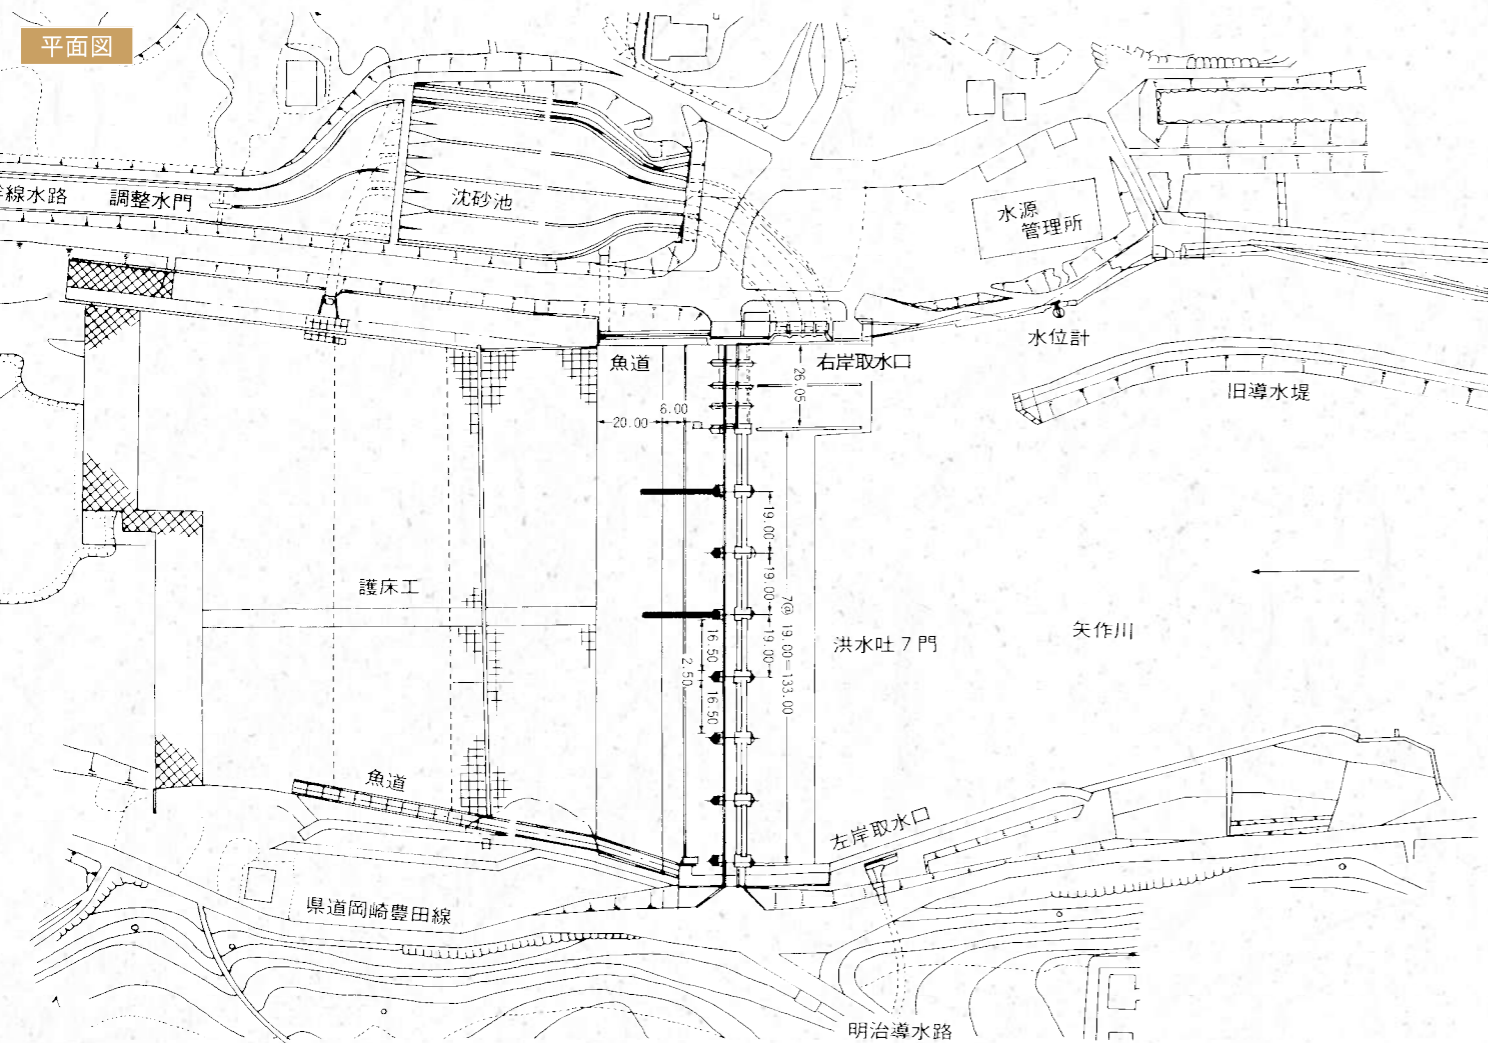 平面図
線水路
調整水門
沈砂池
水源
管理所
水位計
魚道
右岸取水口
旧導水堤
26.05
6.00
20.00
19.00
19.00
19.00
7@ 19.00=133.00
16.50
16.50
2.50
護床工
洪水吐7門
矢作川
魚道
左岸取水口
県道岡崎豊田線
明治導水路